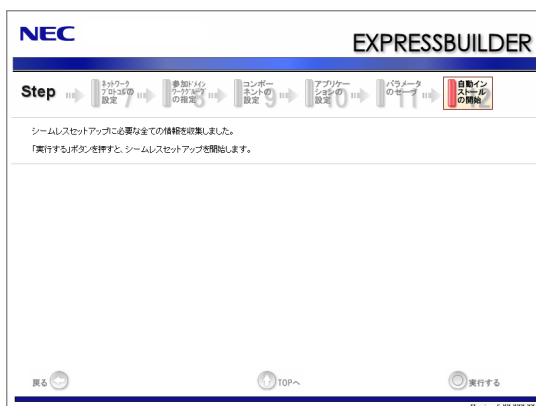 NEC
EXPRESSBUILDER
Step
ネットワーク
プロトコルの
設定
7
参加ドメイン
ワークグループ
の指定
8
コンポー
ネントの
設定
9
アプリケー
ションの
設定
10
パラメータ
のセーブ
11
自動イン
ストール
の開始
12
シームレスセットアップに必要な全ての情報を収集しました。
「実行する」ボタンを押すと、シームレスセットアップを開始します。
戻る
TOPへ
実行する